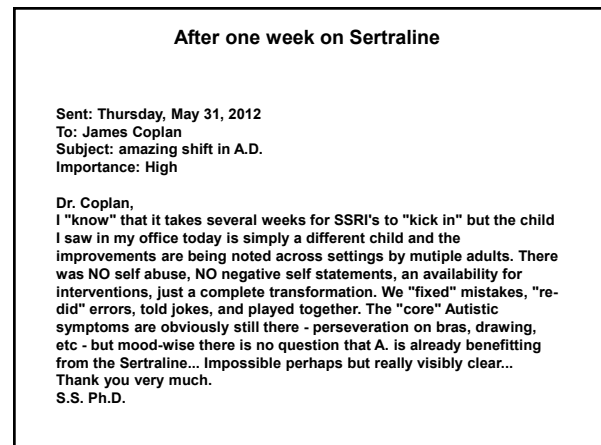 After one week on Sertraline
Sent: Thursday, May 31, 2012
To: James Coplan
Subject: amazing shift in A.D.
Importance: High
Dr. Coplan,
I "know" that it takes several weeks for SSRI's to "kick in" but the child
I saw in my office today is simply a different child and the
improvements are being noted across settings by mutiple adults. There
was NO self abuse, NO negative self statements, an availability for
interventions, just a complete transformation. We "fixed" mistakes, "re-
did" errors, told jokes, and played together. The "core" Autistic
symptoms are obviously still there - perseveration on bras, drawing,
etc - but mood-wise there is no question that A. is already benefitting
from the Sertraline... Impossible perhaps but really visibly clear...
Thank you very much.
S.S. Ph.D.